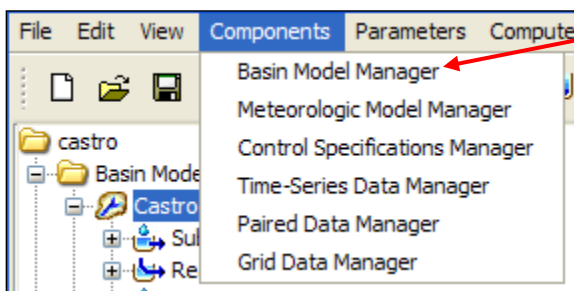 File Edit View Components Parameters Compute
Basin Model Manager
Meteorologic Model Manager
castro
Control Specifications Manager
Basin Mode
Time-Series Data Manager
Castro
Paired Data Manager
Su
Re
Grid Data Manager